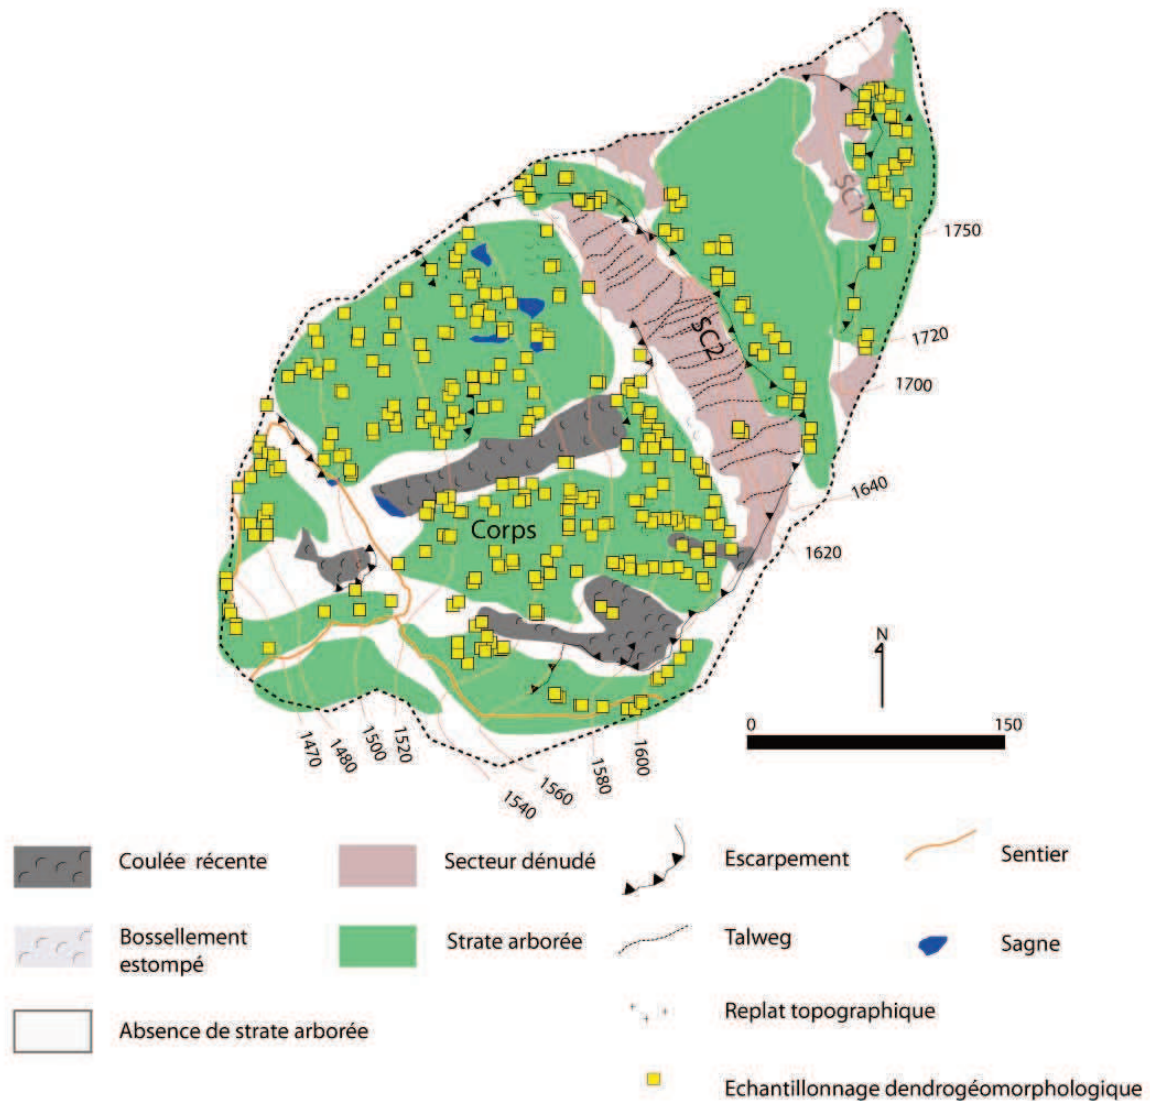 SC1
1750
SC2
1720
1700
1640
Corps
1620
N
0 150
1470
1480
1500
1520
1540
1560
1580
1600
Coulée récente
Secteur dénudé
Escarpement
Sentier
Bossellement
estompé
Strate arborée
Talweg
Sagne
Absence de strate arborée
Replat topographique
Echantillonnage dendrogéomorphologique